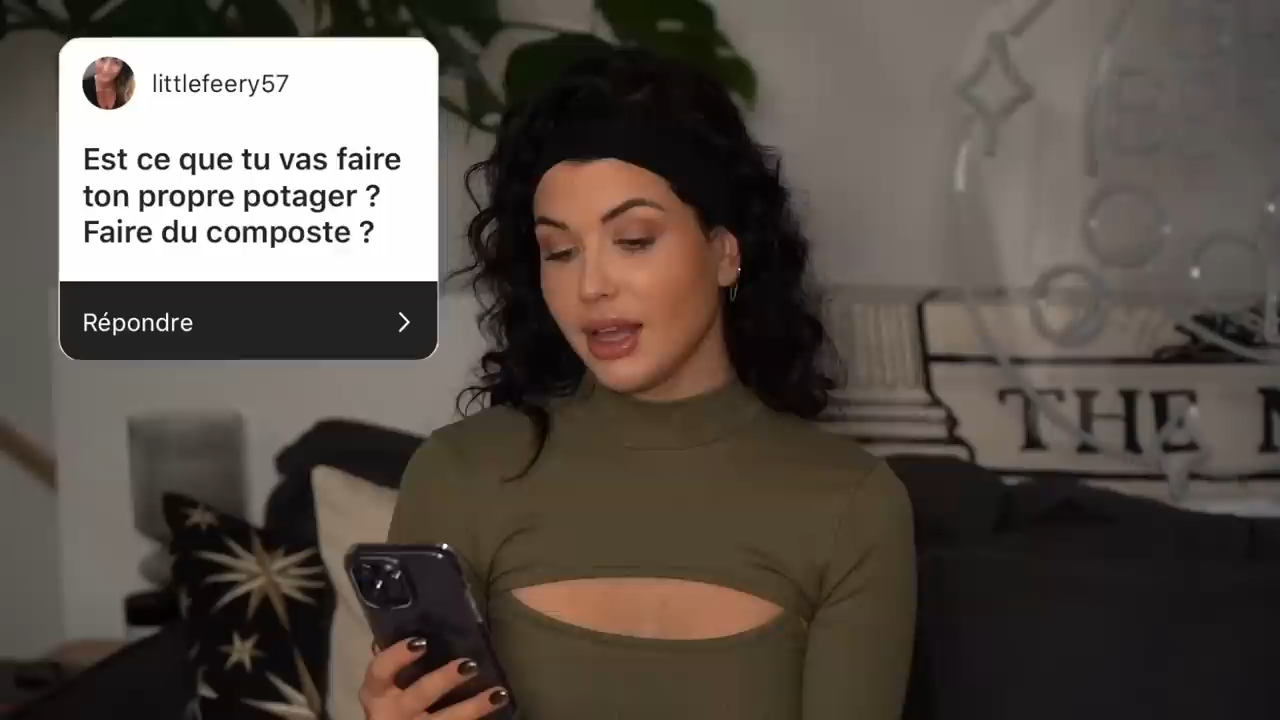 littlefeery57
Est ce que tu vas faire
ton propre potager ?
Faire du composte ?
Répondre
THE